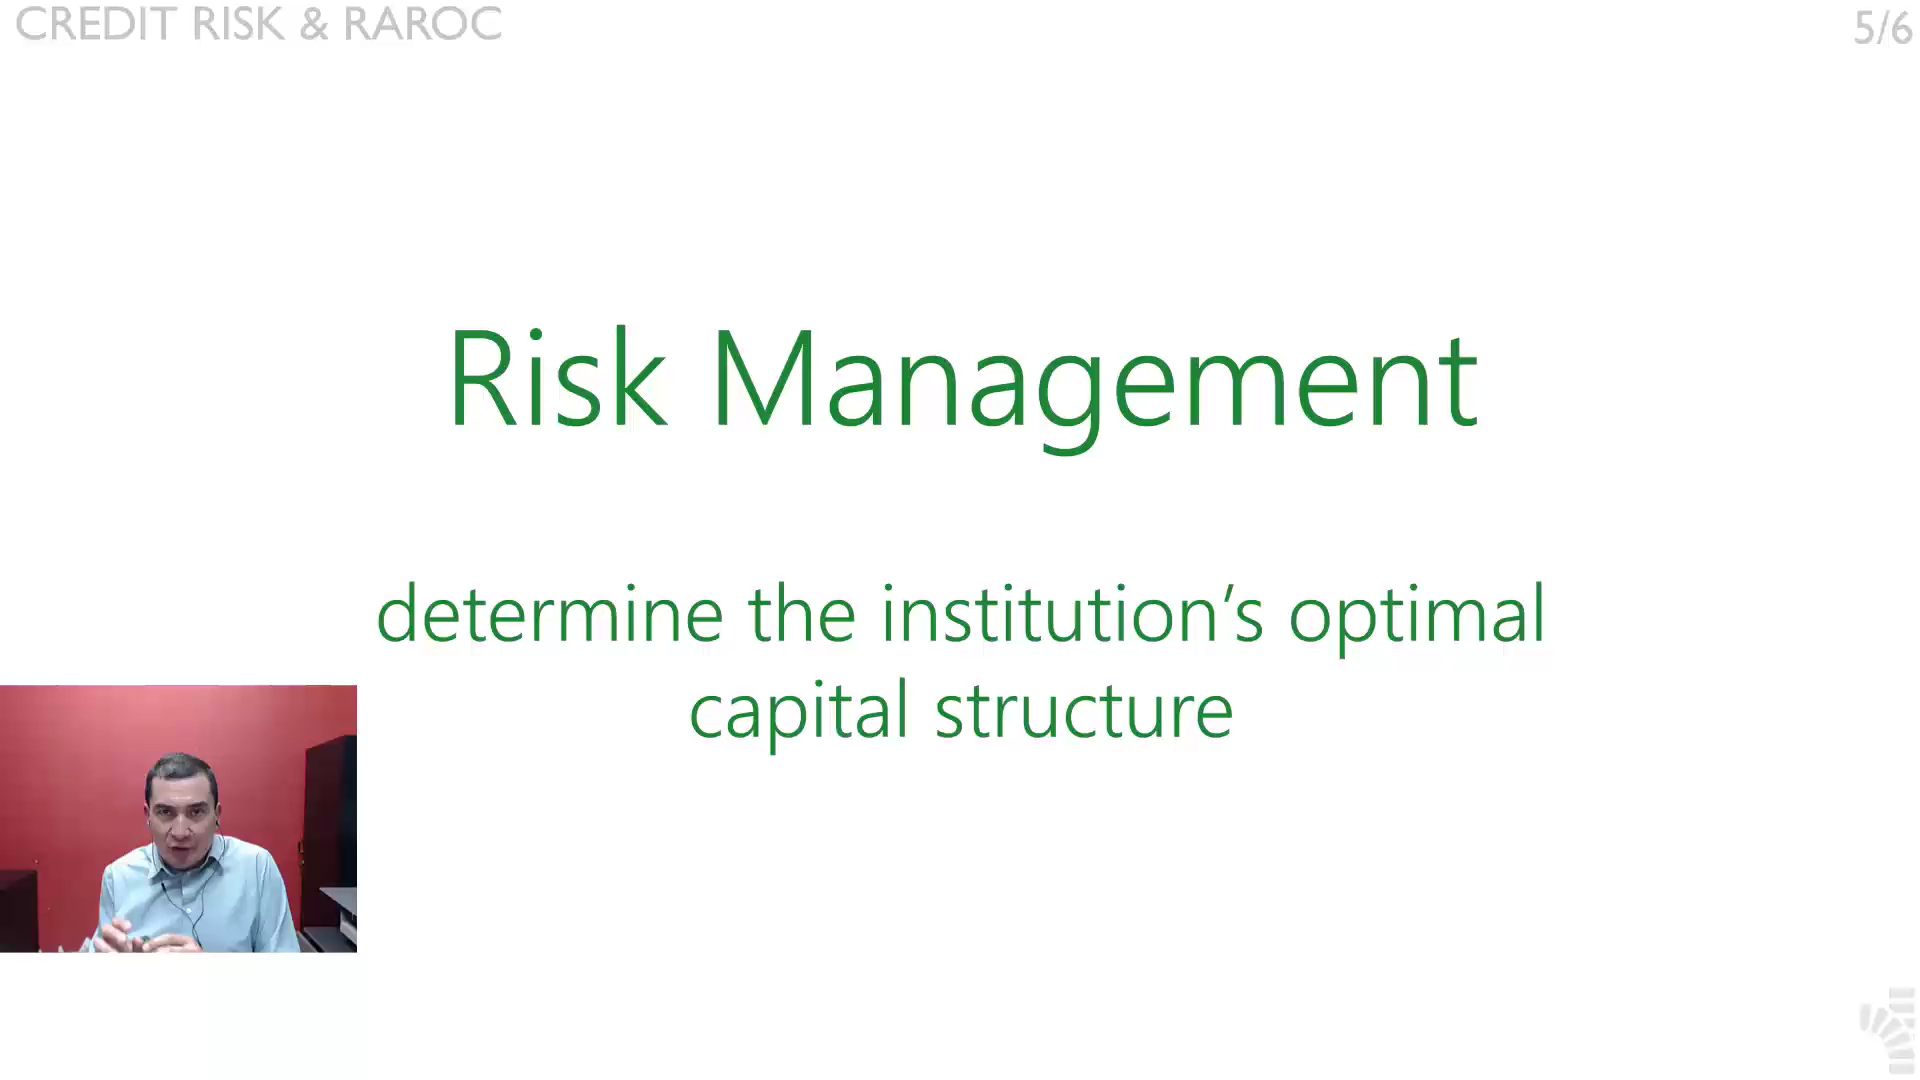 CREDIT RISK & RAROC
5/6
Risk Management
determine the institution’s optimal
capital structure